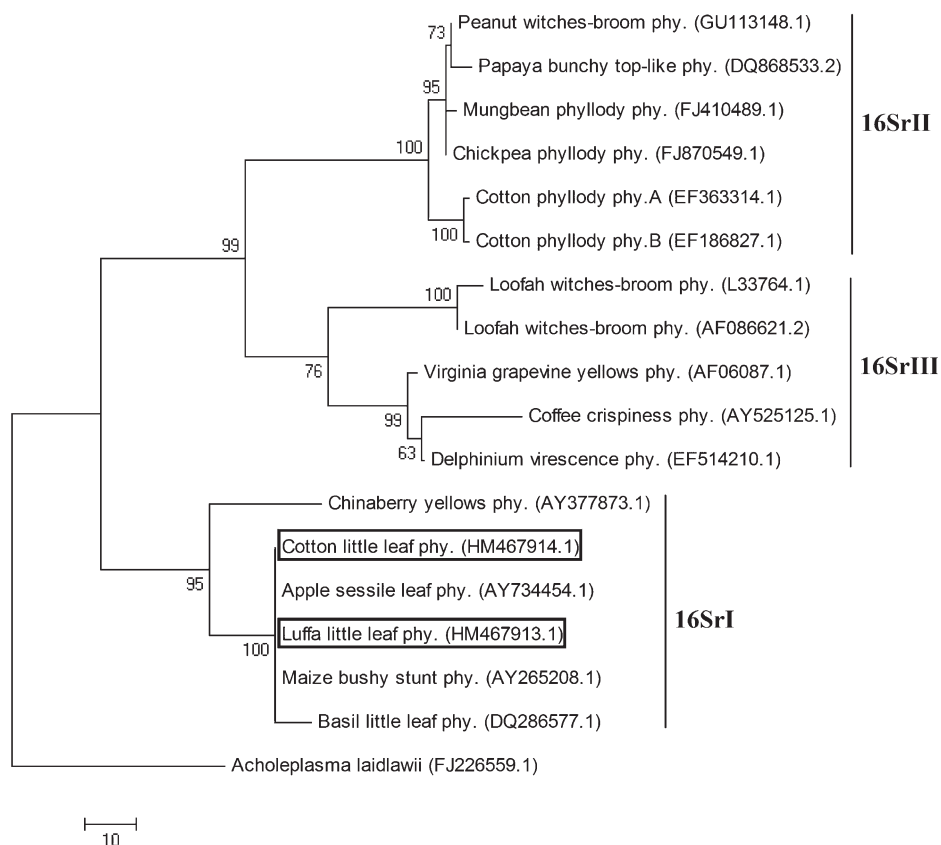 Peanut witches-broom phy. (GU113148.1)
73
Papaya bunchy top-like phy. (DQ868533.2)
95
Mungbean phyllody phy. (FJ410489.1)
16SrII
100
Chickpea phyllody phy. (FJ870549.1)
Cotton phyllody phy.A (EF363314.1)
100
Cotton phyllody phy.B (EF186827.1)
99
Loofah witches-broom phy. (L33764.1)
100
Loofah witches-broom phy. (AF086621.2)
16SrIII
76
Virginia grapevine yellows phy. (AF06087.1)
99
Coffee crispiness phy. (AY525125.1)
63
Delphinium virescence phy. (EF514210.1)
Chinaberry yellows phy. (AY377873.1)
Cotton little leaf phy. (HM467914.1)
95
Apple sessile leaf phy. (AY734454.1)
16SrI
Luffa little leaf phy. (HM467913.1)
100
Maize bushy stunt phy. (AY265208.1)
Basil little leaf phy. (DQ286577.1)
Acholeplasma laidlawii (FJ226559.1)
10